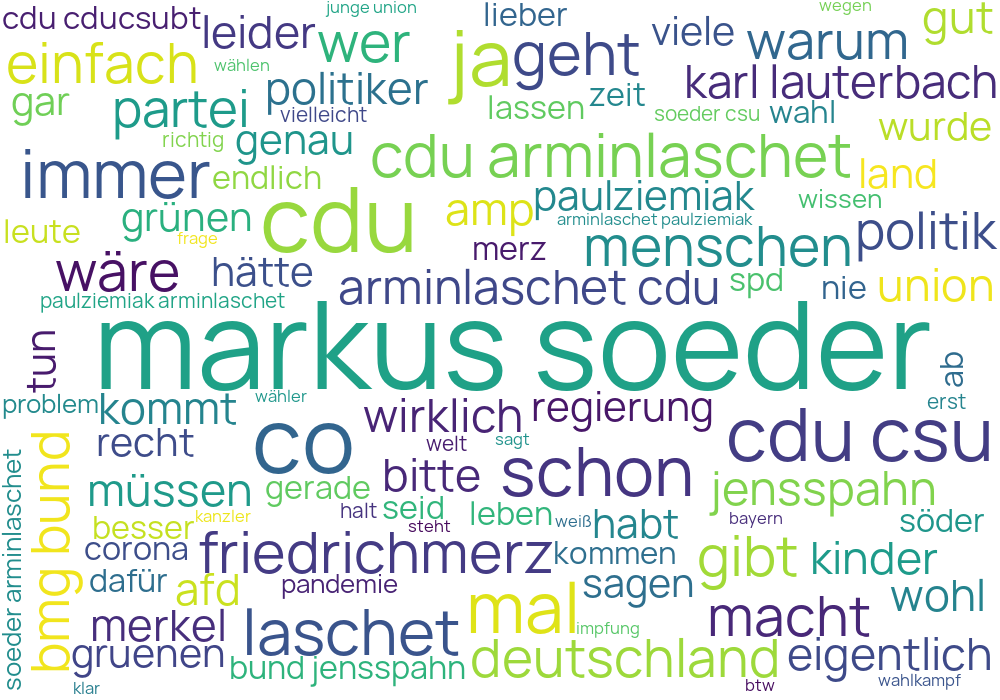 cdu cducsubt
leider
junge union
wer
lieber
viele
wegen
gut
warum
einfach
wählen
ja
geht
karl lauterbach
gar
partei
politiker
vielleicht
lassen
zeit
soeder csu
wahl
wurde
richtig
genau
cdu arminlaschet
immer
endlich
land
wissen
leute
grünen
frage
cdu
amp
paulziemiak
arminlaschet paulziemiak
politik
merz
menschen
wäre
hätte
arminlaschet cdu
spd
nie
union
paulziemiak arminlaschet
markus soeder
tun
ab
problem
kommt
wähler
wirklich
regierung
erst
recht
co
welt
sagt
cdu csu
soeder arminlaschet
bmg bund
müssen
gerade
bitte
schon
jensspahn
besser
kanzler
halt
seid
steht
leben
weiß
habt
bayern
söder
corona
friedrichmerz
kommen
gibt
kinder
dafür
afd
pandemie
sagen
wohl
merkel
laschet
mal
impfung
macht
gruenen
bund jensspahn
deutschland
eigentlich
klar
btw
wahlkampf